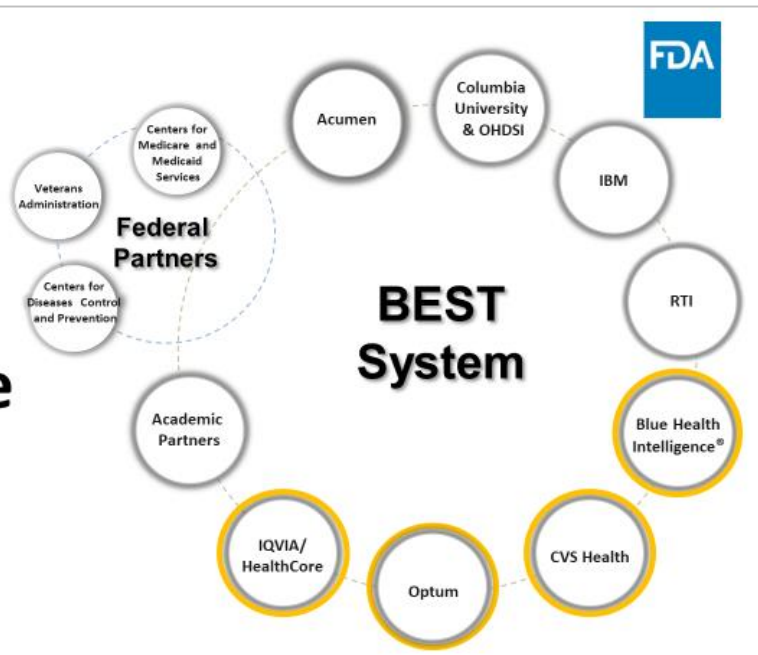 FDA
Acumen
Columbia
University
& OHDSI
IBM
RTI
Blue Health
Intelligence®
CVS Health
Optum
IQVIA/
HealthCore
Academic
Partners
BEST
System
Centers for
Medicare and
Medicaid
Services
Veterans
Administration
Centers for
Diseases Control
and Prevention
Federal
Partners
e